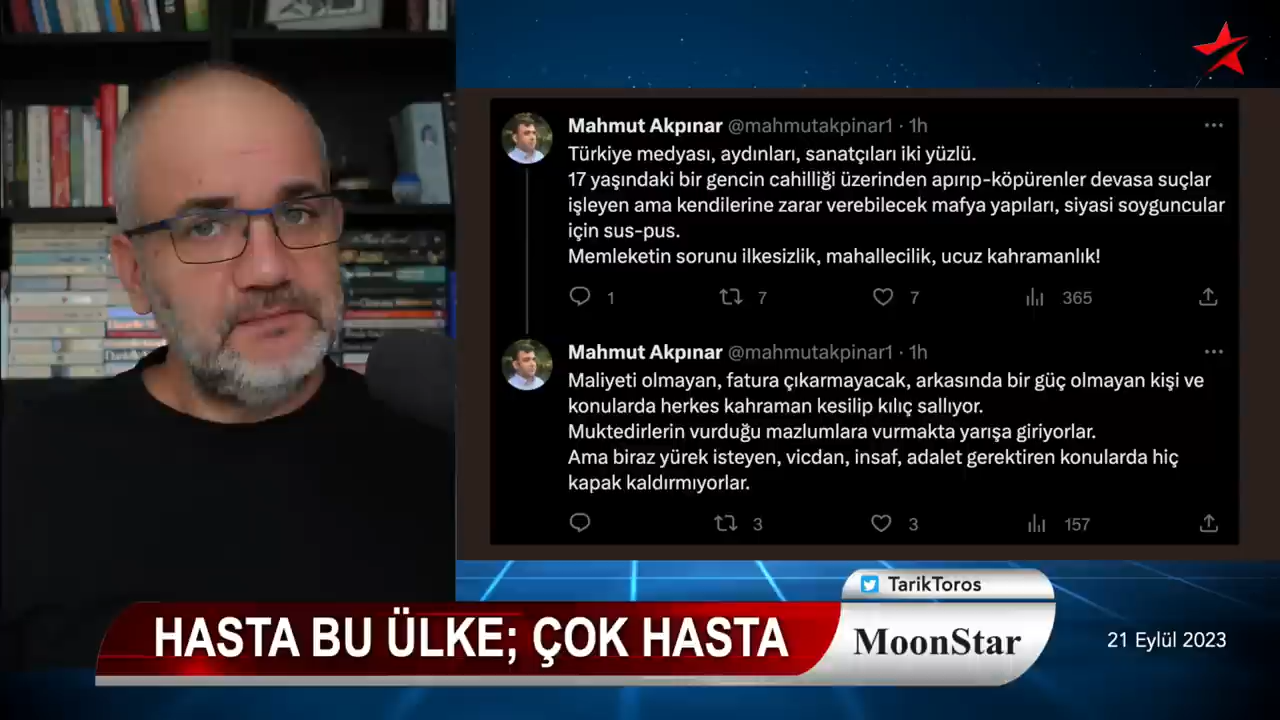 Mahmut Akpınar @mahmutakpinar1 · 1h
Türkiye medyası, aydınları, sanatçıları iki yüzlü.
17 yaşındaki bir gencin cahilliği üzerinden apırıp-köpürenler devasa suçlar
işleyen ama kendilerine zarar verebilecek mafya yapıları, siyasi soyguncular
için sus-pus.
Memleketin sorunu ilkesizlik, mahallecilik, ucuz kahramanlık!
1 7 7 365
Mahmut Akpınar @mahmutakpinar1 · 1h
Maliyeti olmayan, fatura çıkarmayacak, arkasında bir güç olmayan kişi ve
konularda herkes kahraman kesilip kılıç sallıyor.
Muktedirlerin vurduğu mazlumlara vurmakta yarışa giriyorlar.
Ama biraz yürek isteyen, vicdan, insaf, adalet gerektiren konularda hiç
kapak kaldırmıyorlar.
3 3 157
TarikToros
HASTA BU ÜLKE; ÇOK HASTA
MoonStar
21 Eylül 2023